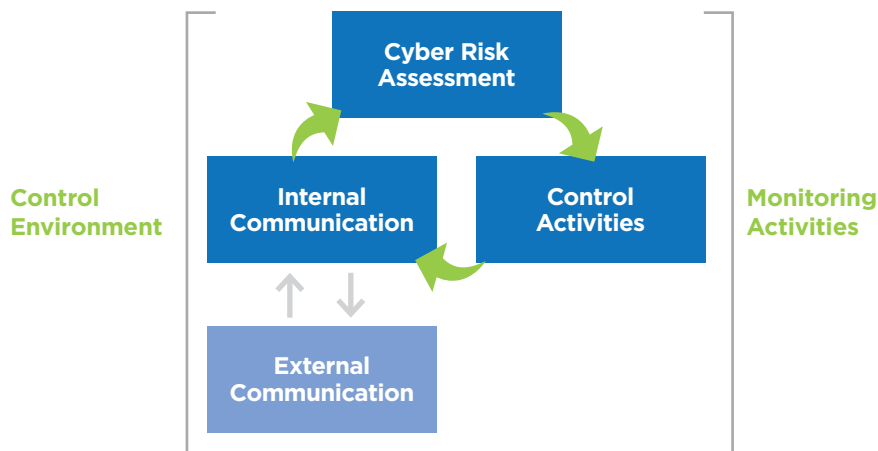 Cyber Risk
Assessment
Control
Environment
Internal
Communication
Control
Activities
Monitoring
Activities
External
Communication